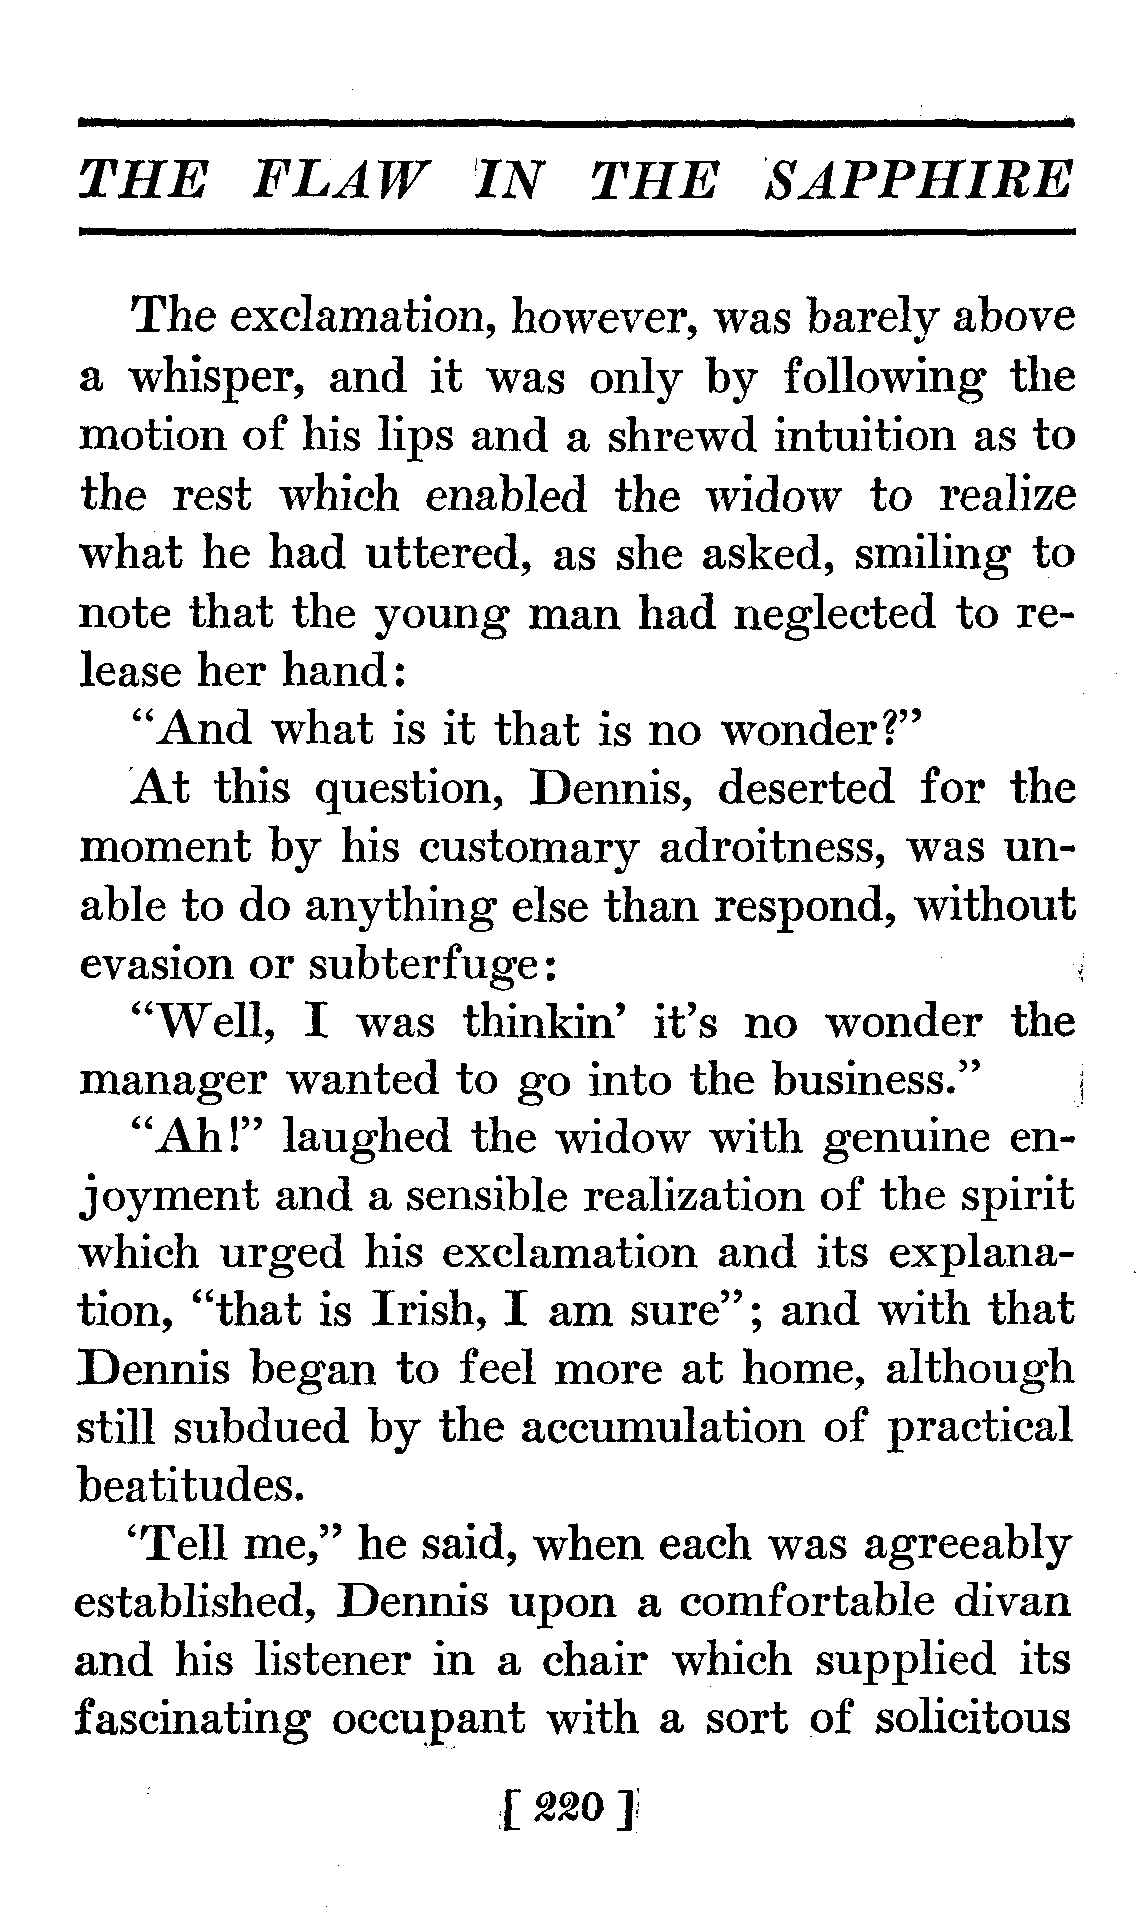 THE FLAW IN THE SAPPHIRE
The exclamation, however, was barely above
a whisper, and it was only by following the
motion of his lips and a shrewd intuition as to
the rest which enabled the widow to realize
what he had uttered, as she asked, smiling to
note that the young man had neglected to re-
lease her hand:
“And what is it that is no wonder?”
At this question, Dennis, deserted for the
moment by his customary adroitness, was un-
able to do anything else than respond, without
evasion or subterfuge:
“Well, I was thinkin’ it’s no wonder the
manager wanted to go into the business.”
“Ah!” laughed the widow with genuine en-
joyment and a sensible realization of the spirit
which urged his exclamation and its explana-
tion, “that is Irish, I am sure”; and with that
Dennis began to feel more at home, although
still subdued by the accumulation of practical
beatitudes.
‘Tell me,” he said, when each was agreeably
established, Dennis upon a comfortable divan
and his listener in a chair which supplied its
fascinating occupant with a sort of solicitous
[ 220 ]